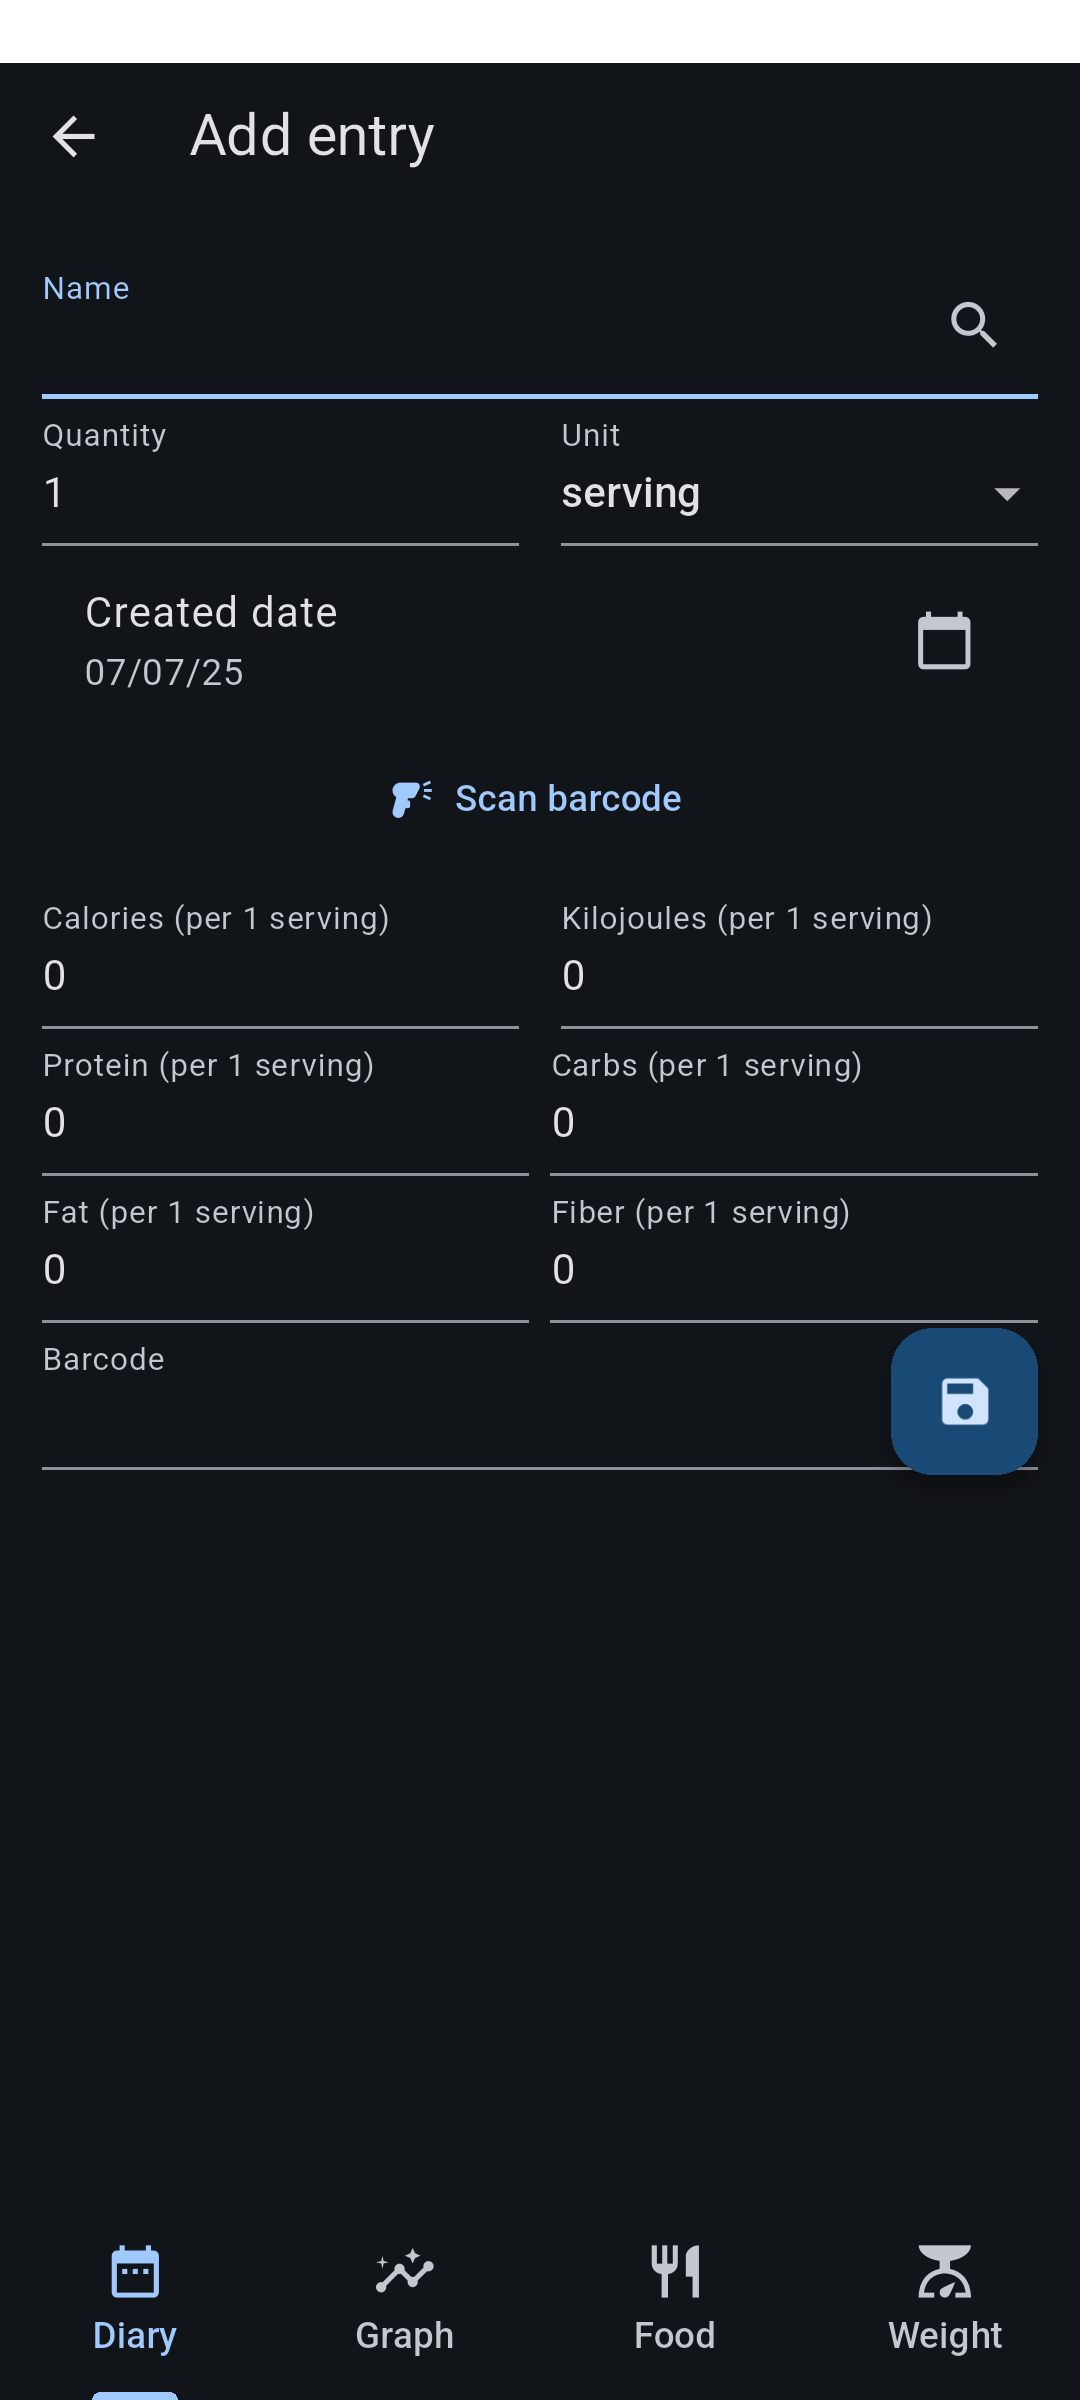 Add entry
Name
Quantity Unit
1 serving
Created date
07/07/25
Scan barcode
Calories (per 1 serving) Kilojoules (per 1 serving)
0 0
Protein (per 1 serving) Carbs (per 1 serving)
0 0
Fat (per 1 serving) Fiber (per 1 serving)
0 0
Barcode
Diary Graph Food Weight